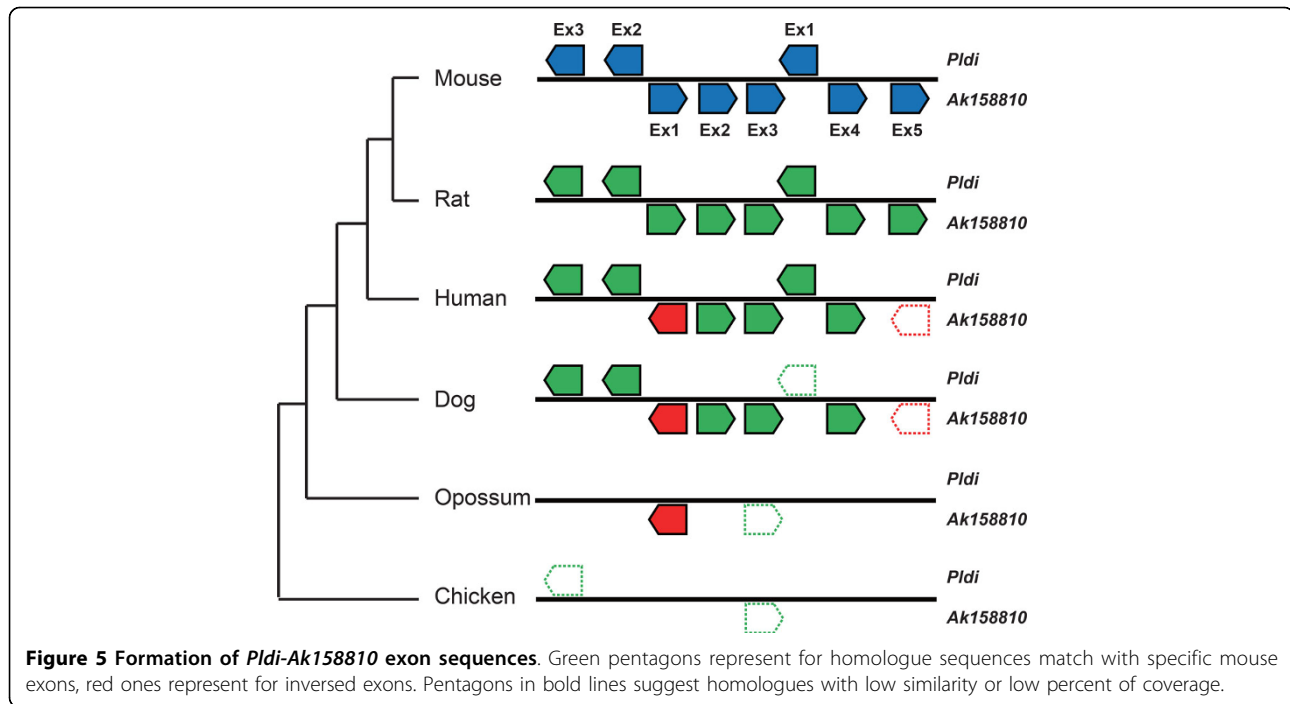 Ex3 Ex2 Ex1
Pldi
Mouse
Ak158810
Ex1 Ex2 Ex3 Ex4 Ex5
Pldi
Rat
Ak158810
Pldi
Human
Ak158810
Pldi
Dog
Ak158810
Pldi
Opossum
Ak158810
Pldi
Chicken
Ak158810
Figure 5 Formation of Pldi-Ak158810 exon sequences. Green pentagons represent for homologue sequences match with specific mouse
exons, red ones represent for inversed exons. Pentagons in bold lines suggest homologues with low similarity or low percent of coverage.